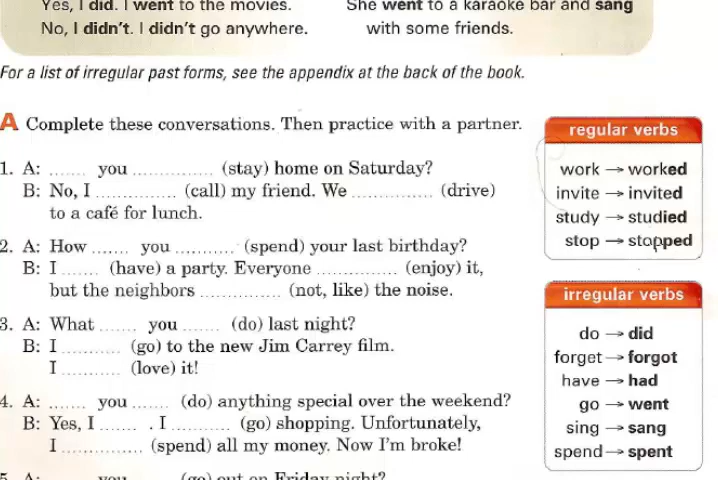 Yes, I did. I went to the movies.
No, I didn't. I didn't go anywhere.
She went to a karaoke bar and sang
with some friends.
For a list of irregular past forms, see the appendix at the back of the book.
A Complete these conversations. Then practice with a partner.
1. A: ....... you .............. (stay) home on Saturday?
B: No, I .............. (call) my friend. We .............. (drive)
to a café for lunch.
2. A: How ....... you ........... (spend) your last birthday?
B: I ....... (have) a party. Everyone .............. (enjoy) it,
but the neighbors .............. (not, like) the noise.
3. A: What ....... you ....... (do) last night?
B: I ........... (go) to the new Jim Carrey film.
I ........... (love) it!
4. A: ....... you ....... (do) anything special over the weekend?
B: Yes, I ....... . I ........... (go) shopping. Unfortunately,
I .............. (spend) all my money. Now I'm broke!
5. A: ....... you ....... (go) out on Friday night?
regular verbs
work → worked
invite → invited
study → studied
stop → stopped
irregular verbs
do → did
forget → forgot
have → had
go → went
sing → sang
spend → spent